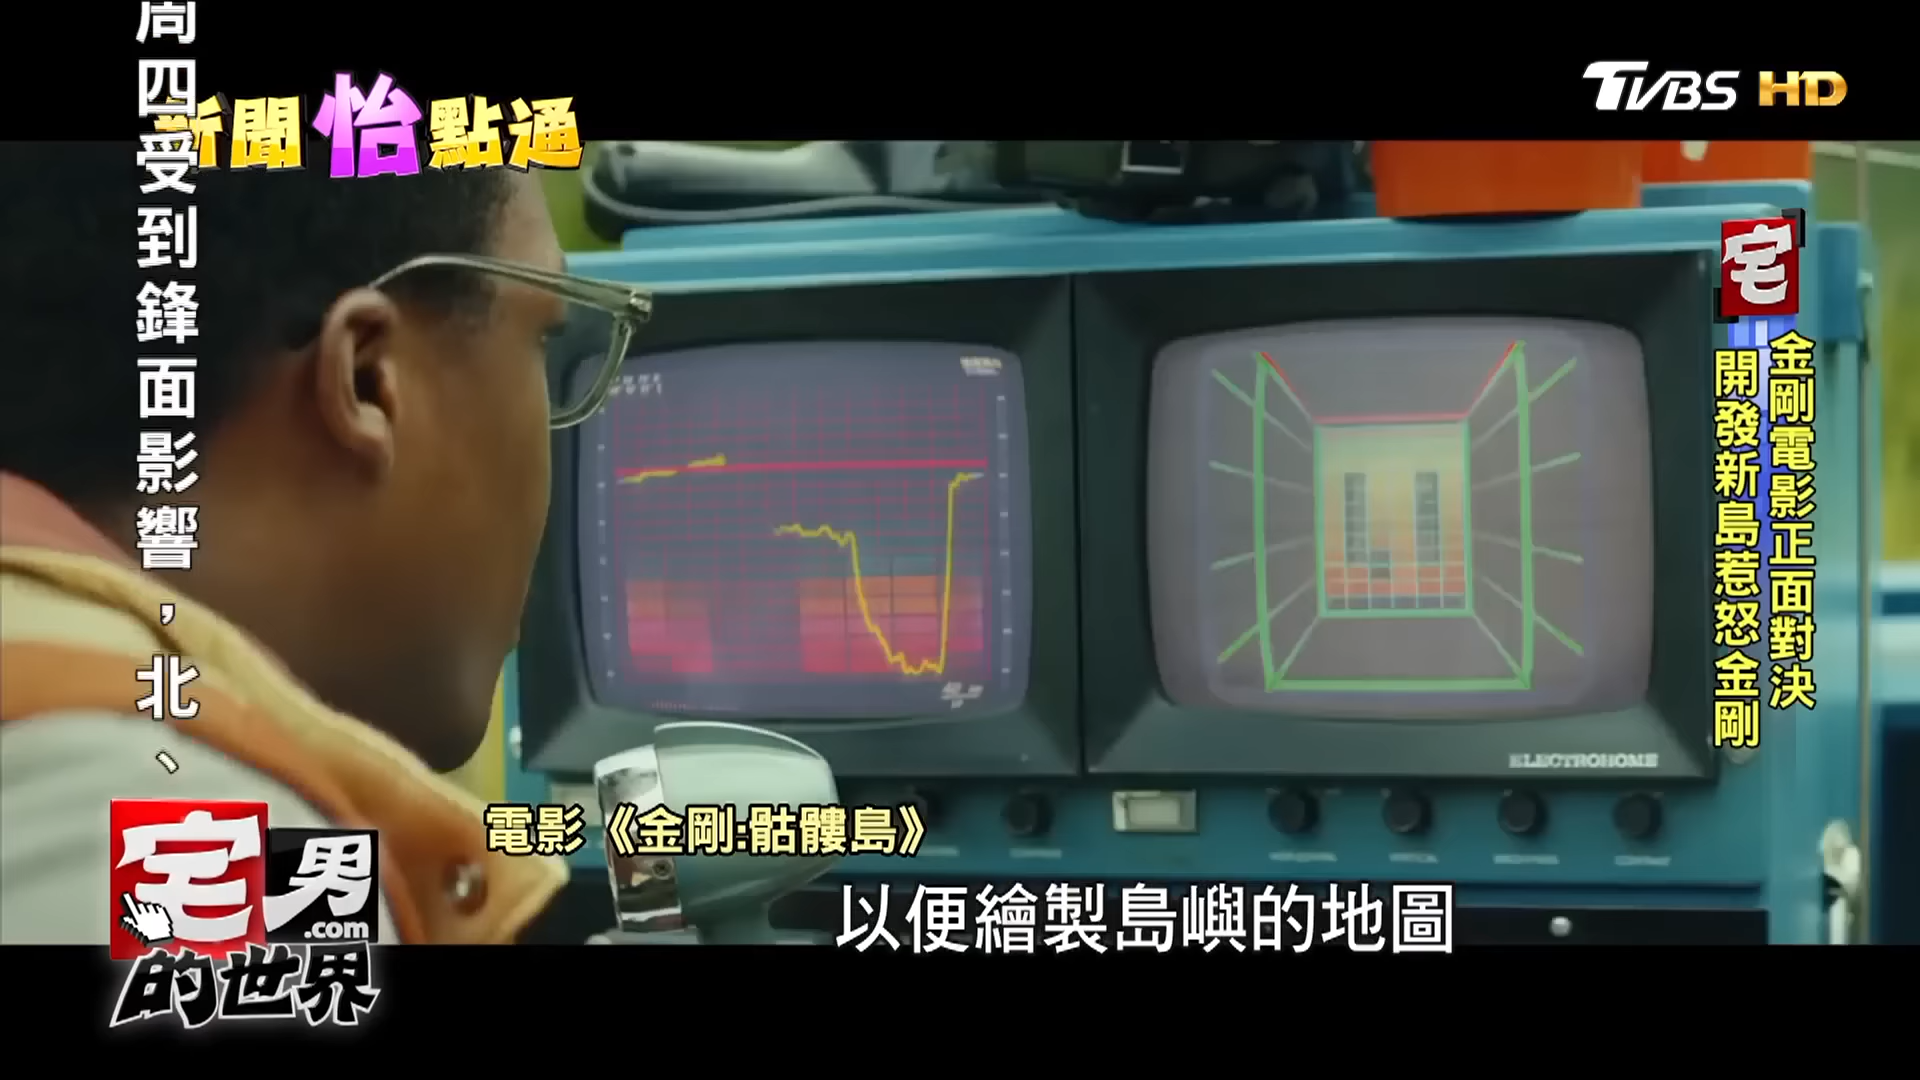 周四受到鋒面影響，北、
新聞怡點通
TVBS HD
宅
金剛電影正面對決
開發新島惹怒金剛
ELECTROHOME
電影《金剛:骷髏島》
以便繪製島嶼的地圖
宅男
.com
的世界